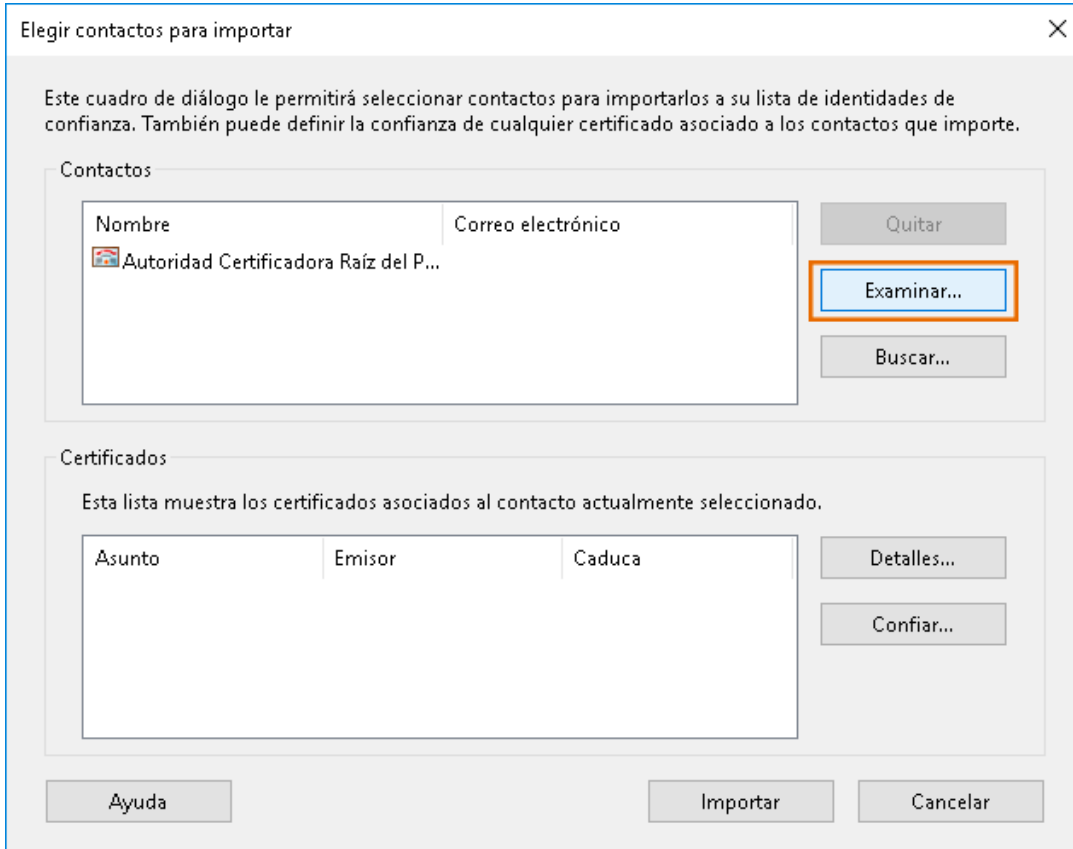 Elegir contactos para importar
Este cuadro de diálogo le permitirá seleccionar contactos para importarlos a su lista de identidades de
confianza. También puede definir la confianza de cualquier certificado asociado a los contactos que importe.
Contactos
Nombre Correo electrónico
Autoridad Certificadora Raíz del P...
Quitar
Examinar...
Buscar...
Certificados
Esta lista muestra los certificados asociados al contacto actualmente seleccionado.
Asunto Emisor Caduca
Detalles...
Confiar...
Ayuda Importar Cancelar